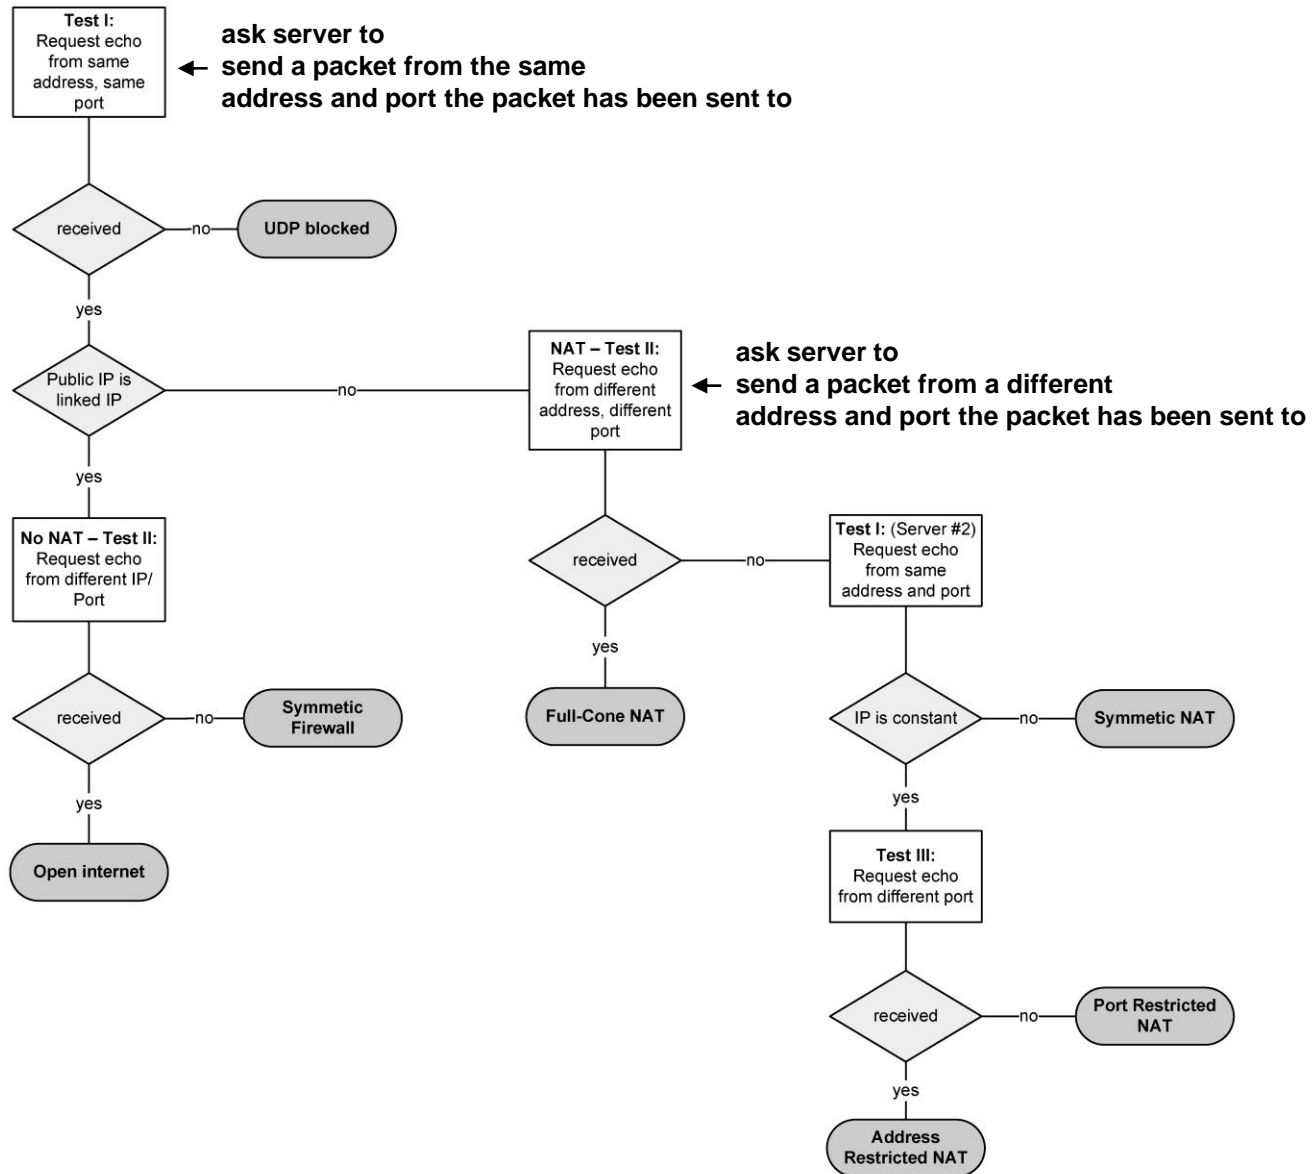 Test I:
Request echo
from same
address, same
port
ask server to
send a packet from the same
address and port the packet has been sent to
received
no
UDP blocked
yes
Public IP is
linked IP
no
NAT – Test II:
Request echo
from different
address, different
port
ask server to
send a packet from a different
address and port the packet has been sent to
yes
No NAT – Test II:
Request echo
from different IP/
Port
received
no
Test I: (Server #2)
Request echo
from same
address and port
yes
received
no
Symmetic
Firewall
Full-Cone NAT
IP is constant
no
Symmetic NAT
yes
Open internet
yes
Test III:
Request echo
from different port
received
no
Port Restricted
NAT
yes
Address
Restricted NAT